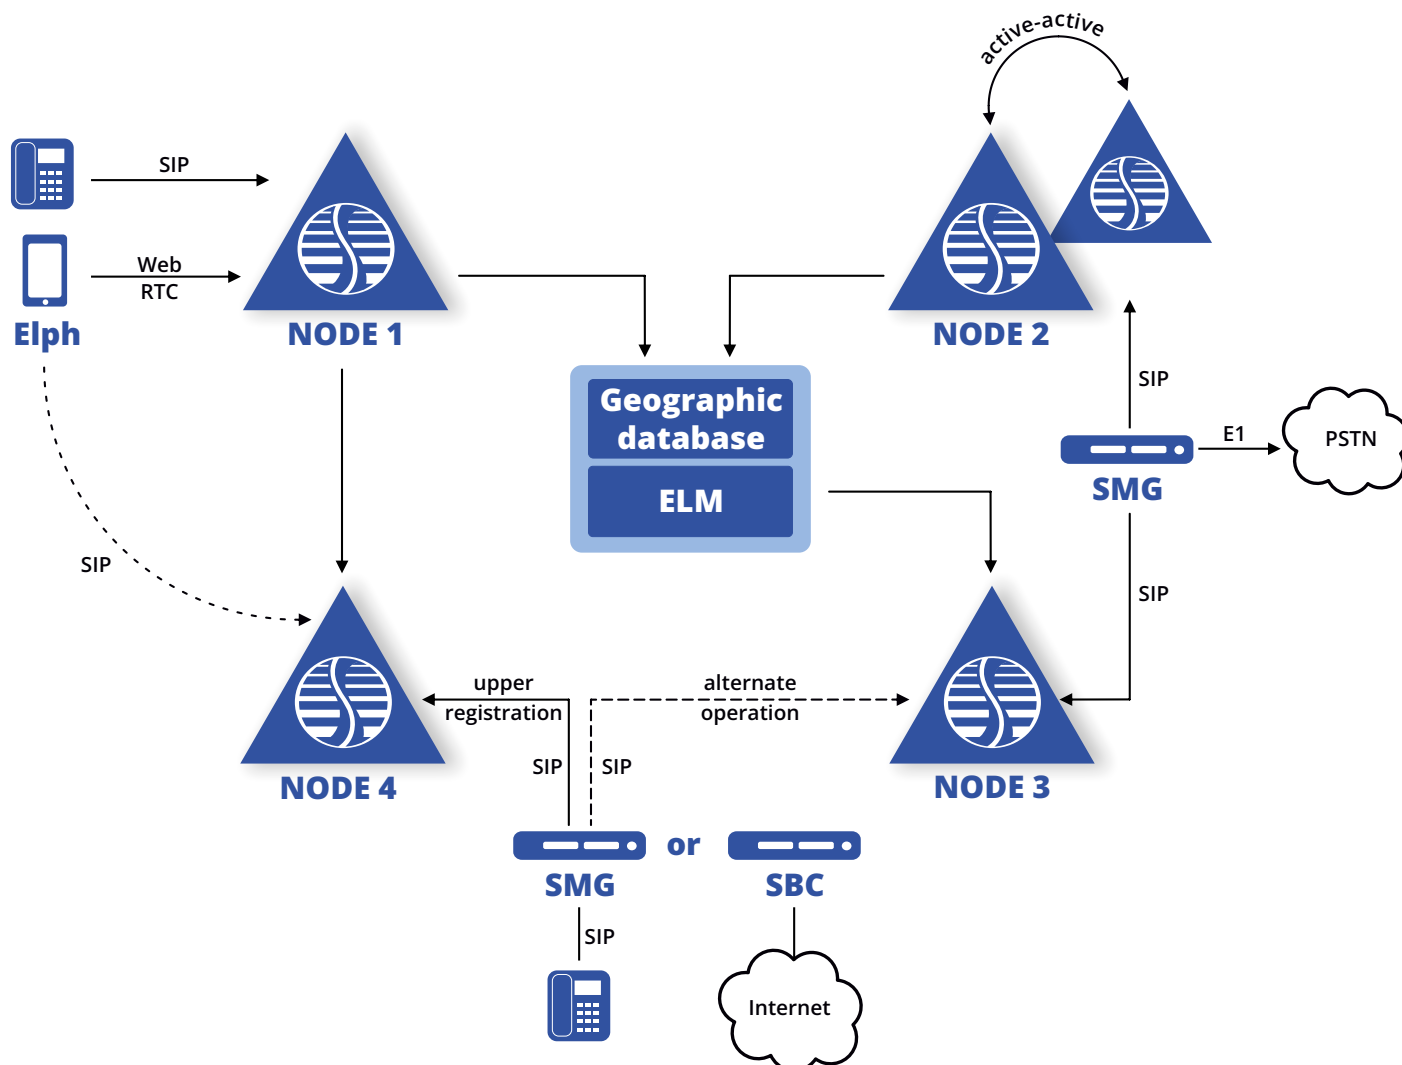 active-active
SIP
Web
RTC
Elph
NODE 1
NODE 2
Geographic
database
ELM
SIP
E1
PSTN
SMG
SIP
SIP
upper
registration
alternate
operation
SIP
SIP
NODE 4
NODE 3
or
SMG
SBC
SIP
Internet